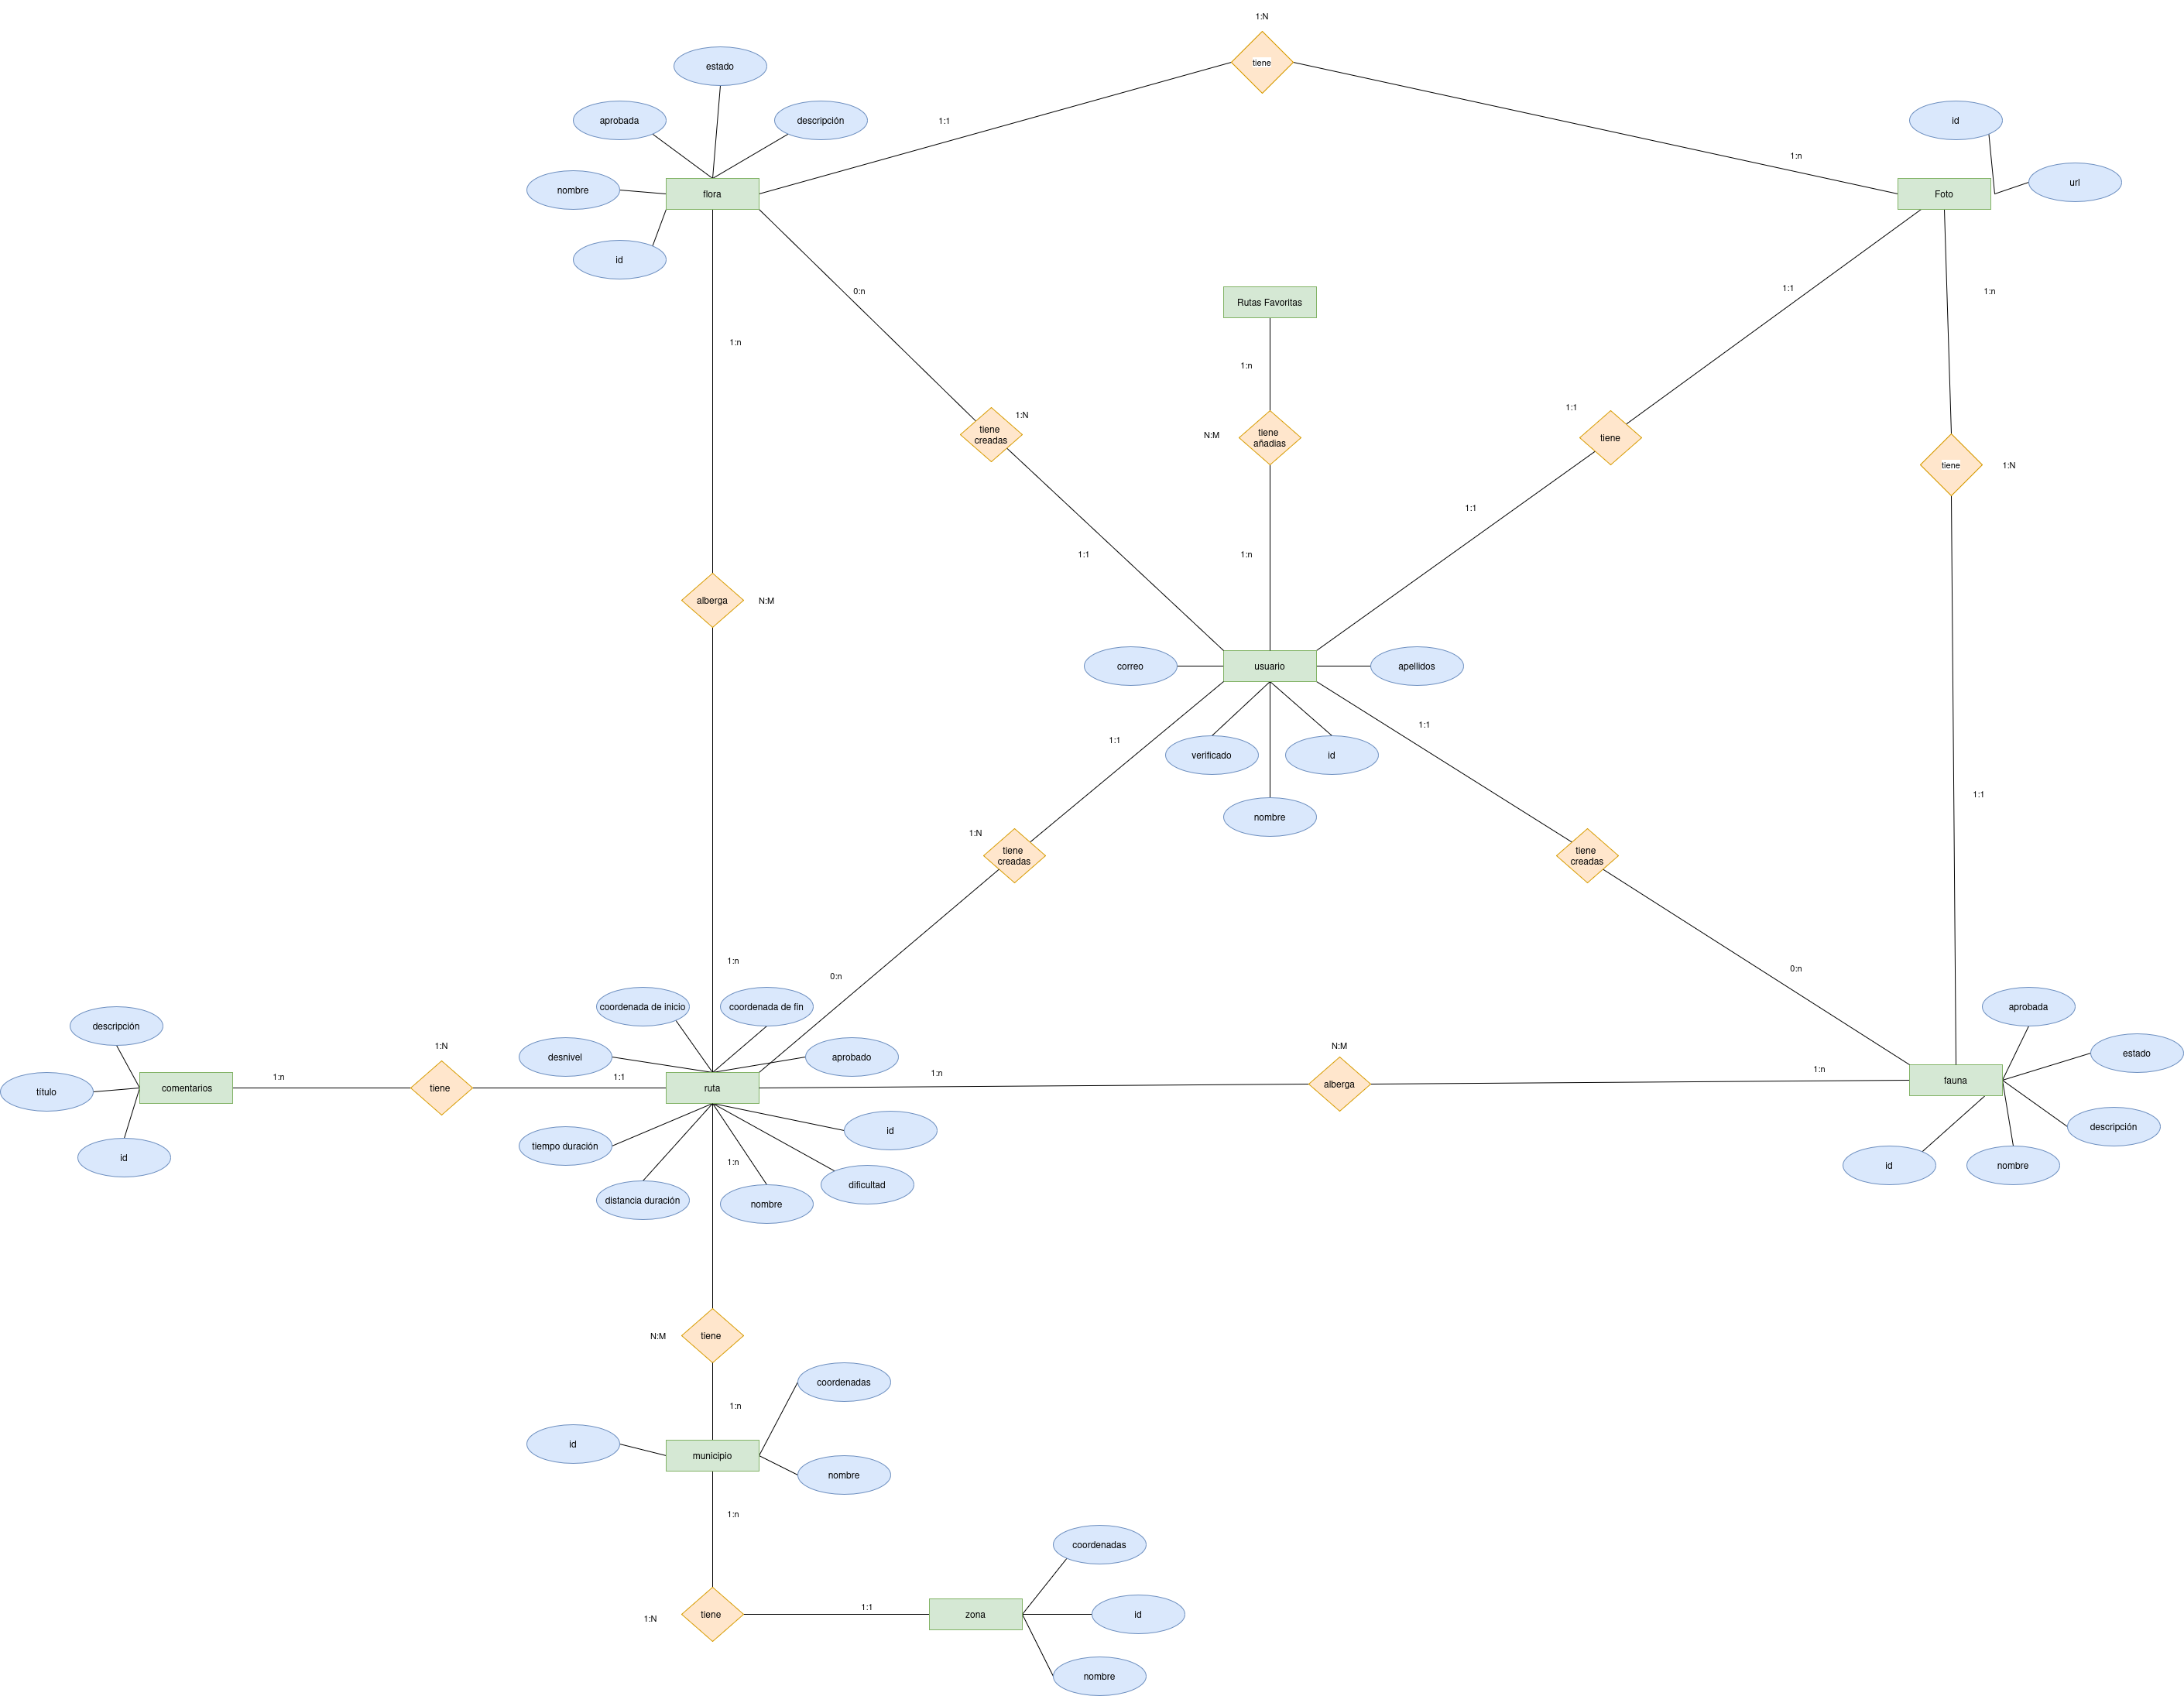 1:N
tiene
estado
aprobada
descripción
1:1
id
1:n
nombre
flora
Foto
url
id
0:n
1:1
1:n
Rutas Favoritas
1:n
1:n
1:N
1:1
tiene
creadas
N:M
tiene
añadias
tiene
tiene
1:N
1:1
1:1
1:n
alberga
N:M
correo
usuario
apellidos
1:1
1:1
verificado
id
1:1
nombre
1:N
tiene
creadas
tiene
creadas
1:n
0:n
0:n
coordenada de inicio
coordenada de fin
aprobada
descripción
1:N
N:M
desnivel
aprobado
estado
1:n
1:n
1:n
1:1
título
comentarios
tiene
ruta
alberga
fauna
id
descripción
tiempo duración
1:n
id
id
nombre
distancia duración
nombre
dificultad
N:M
tiene
coordenadas
1:n
id
municipio
nombre
1:n
coordenadas
1:1
1:N
tiene
zona
id
nombre